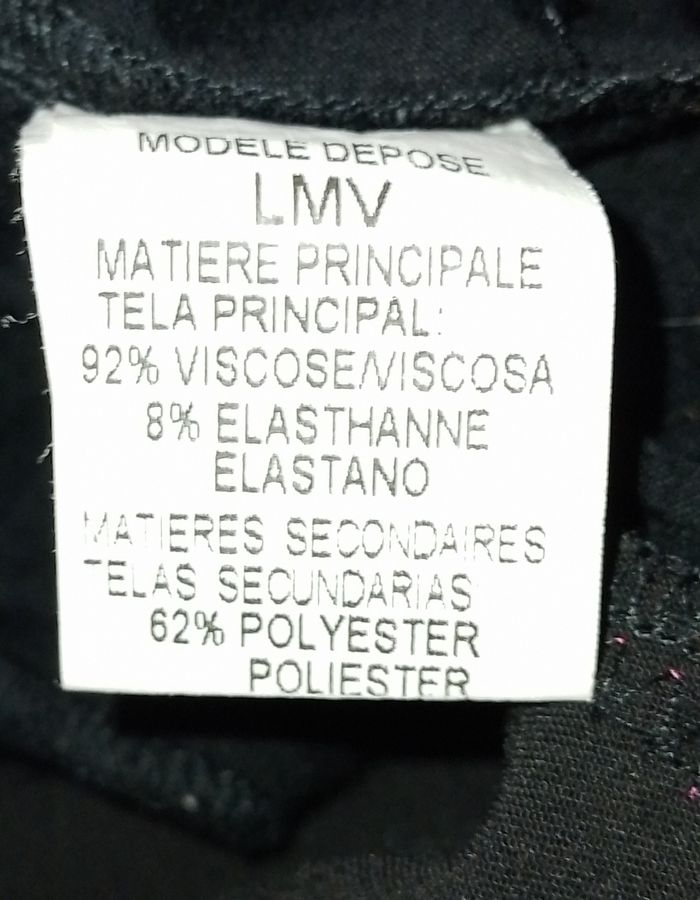 MODELE DEPOSE
LMV
MATIERE PRINCIPALE
TELA PRINCIPAL:
92% VISCOSE/VISCOSA
8% ELASTHANNE
ELASTANO
MATIERES SECONDAIRES
TELAS SECUNDARIAS
62% POLYESTER
POLIESTER